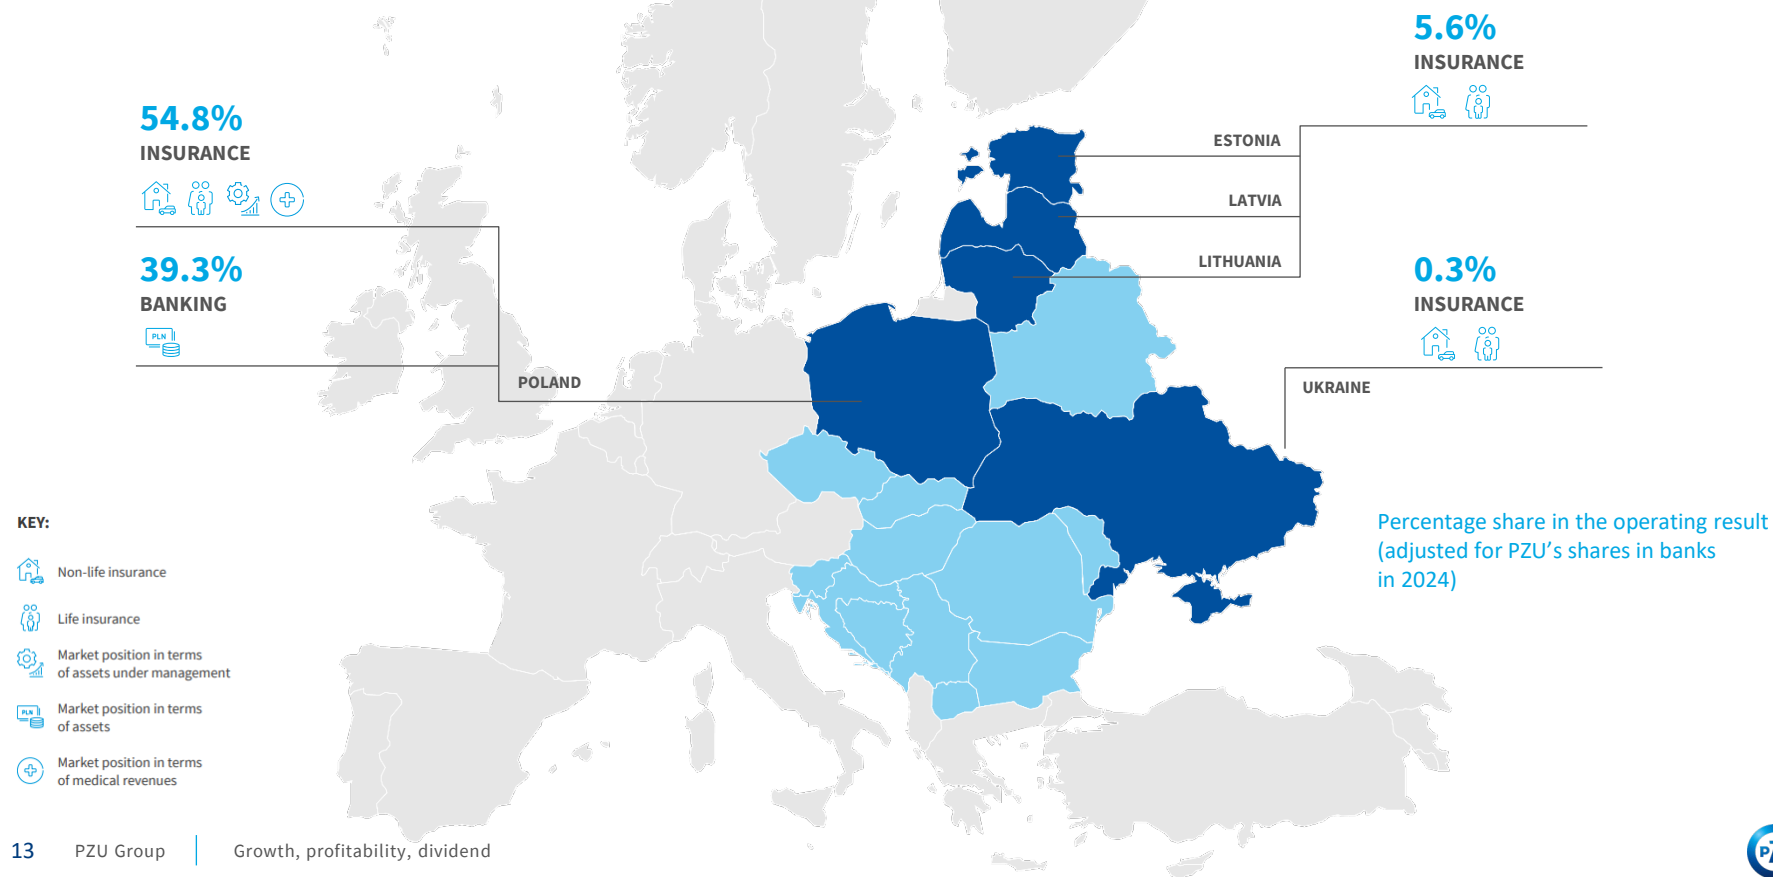 54.8%
INSURANCE
39.3%
BANKING
PLN
POLAND
5.6%
INSURANCE
ESTONIA
LATVIA
LITHUANIA
0.3%
INSURANCE
UKRAINE
Percentage share in the operating result
(adjusted for PZU’s shares in banks
in 2024)
KEY:
Non-life insurance
Life insurance
Market position in terms
of assets under management
PLN
Market position in terms
of assets
Market position in terms
of medical revenues
13
PZU Group
Growth, profitability, dividend